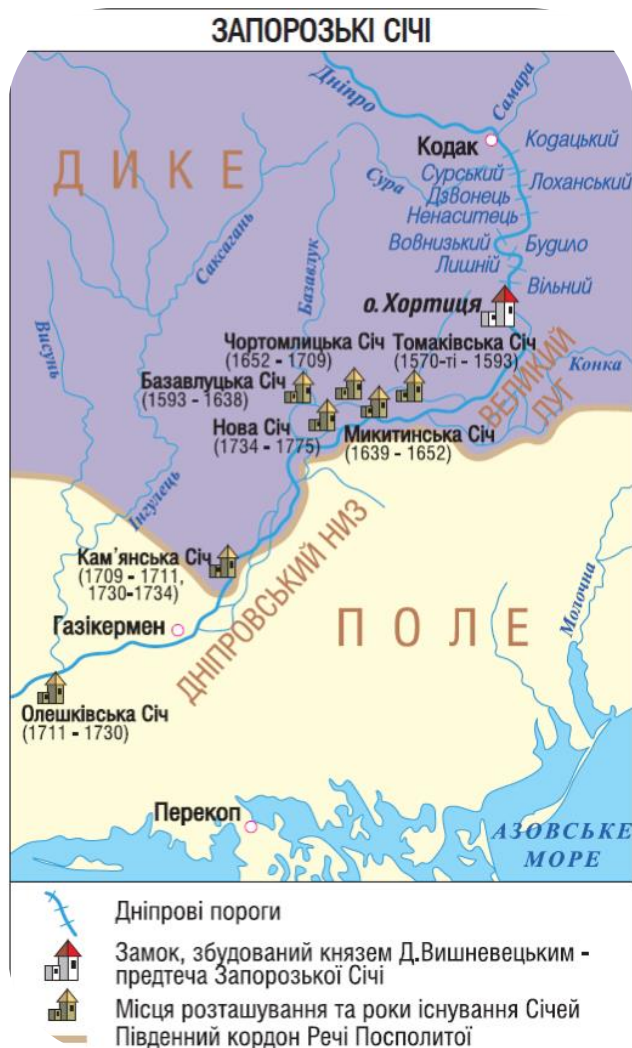 ЗАПОРОЗЬКІ СІЧІ
Дніпро
Самара
Кодак
Кодацький
ДИКЕ
Сура
Сурський
Лоханський
Дзвонець
Ненаситець
Саксагань
Базавлук
Вовнизький
Будило
Лишній
Вільний
о. Хортиця
Висунь
Чортомлицька Січ
(1652 - 1709)
Томаківська Січ
(1570-ті - 1593)
Базавлуцька Січ
(1593 - 1638)
ВЕЛИКИЙ
ЛУГ
Конка
Нова Січ
(1734 - 1775)
Микитинська Січ
(1639 - 1652)
Інгулець
Кам'янська Січ
(1709 - 1711,
1730-1734)
ДНІПРОВСЬКИЙ НИЗ
ПОЛЕ
Молочна
Газікермен
Олешківська Січ
(1711 - 1730)
Перекоп
АЗОВСЬКЕ
МОРЕ
Дніпрові пороги
Замок, збудований князем Д.Вишневецьким -
предтеча Запорозької Січі
Місця розташування та роки існування Січей
Південний кордон Речі Посполитої